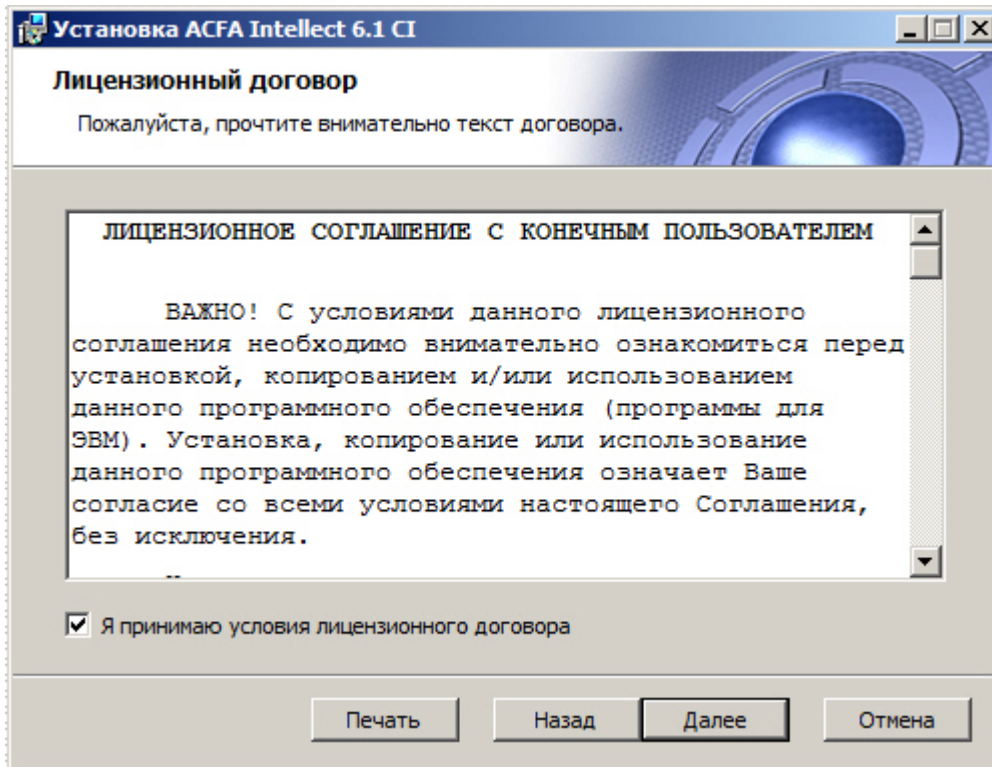 Установка ACFA Intellect 6.1 CI
Лицензионный договор
Пожалуйста, прочтите внимательно текст договора.
ЛИЦЕНЗИОННОЕ СОГЛАШЕНИЕ С КОНЕЧНЫМ ПОЛЬЗОВАТЕЛЕМ
ВАЖНО! С условиями данного лицензионного
соглашения необходимо внимательно ознакомиться перед
установкой, копированием и/или использованием
данного программного обеспечения (программы для
ЭВМ). Установка, копирование или использование
данного программного обеспечения означает Ваше
согласие со всеми условиями настоящего Соглашения,
без исключения.
Я принимаю условия лицензионного договора
Печать
Назад
Далее
Отмена